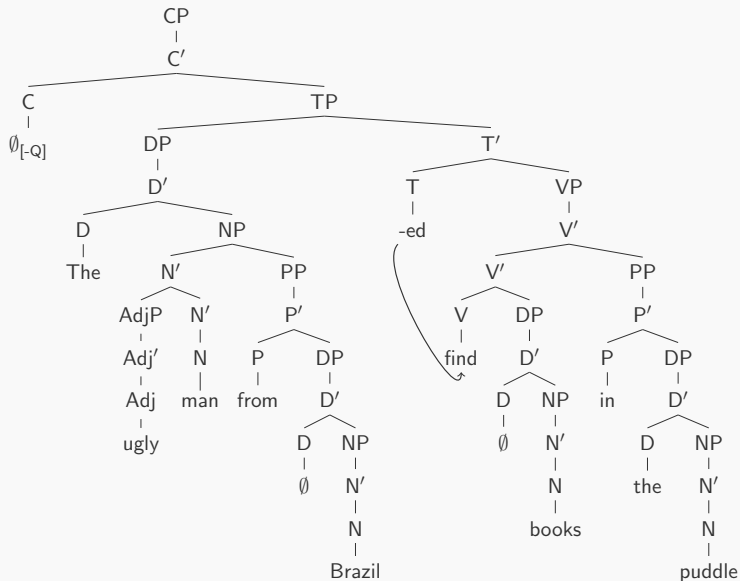 CP
C′
C TP
∅[-Q] DP T′
D′ T VP
D NP -ed V′
The N′ PP V′ PP
AdjP N′ P′ V DP P′
Adj′ N P DP find D′ P DP
Adj man from D′ D NP in D′
ugly D NP ∅ N′ D NP
∅ N′ N the N′
N books N
Brazil puddle